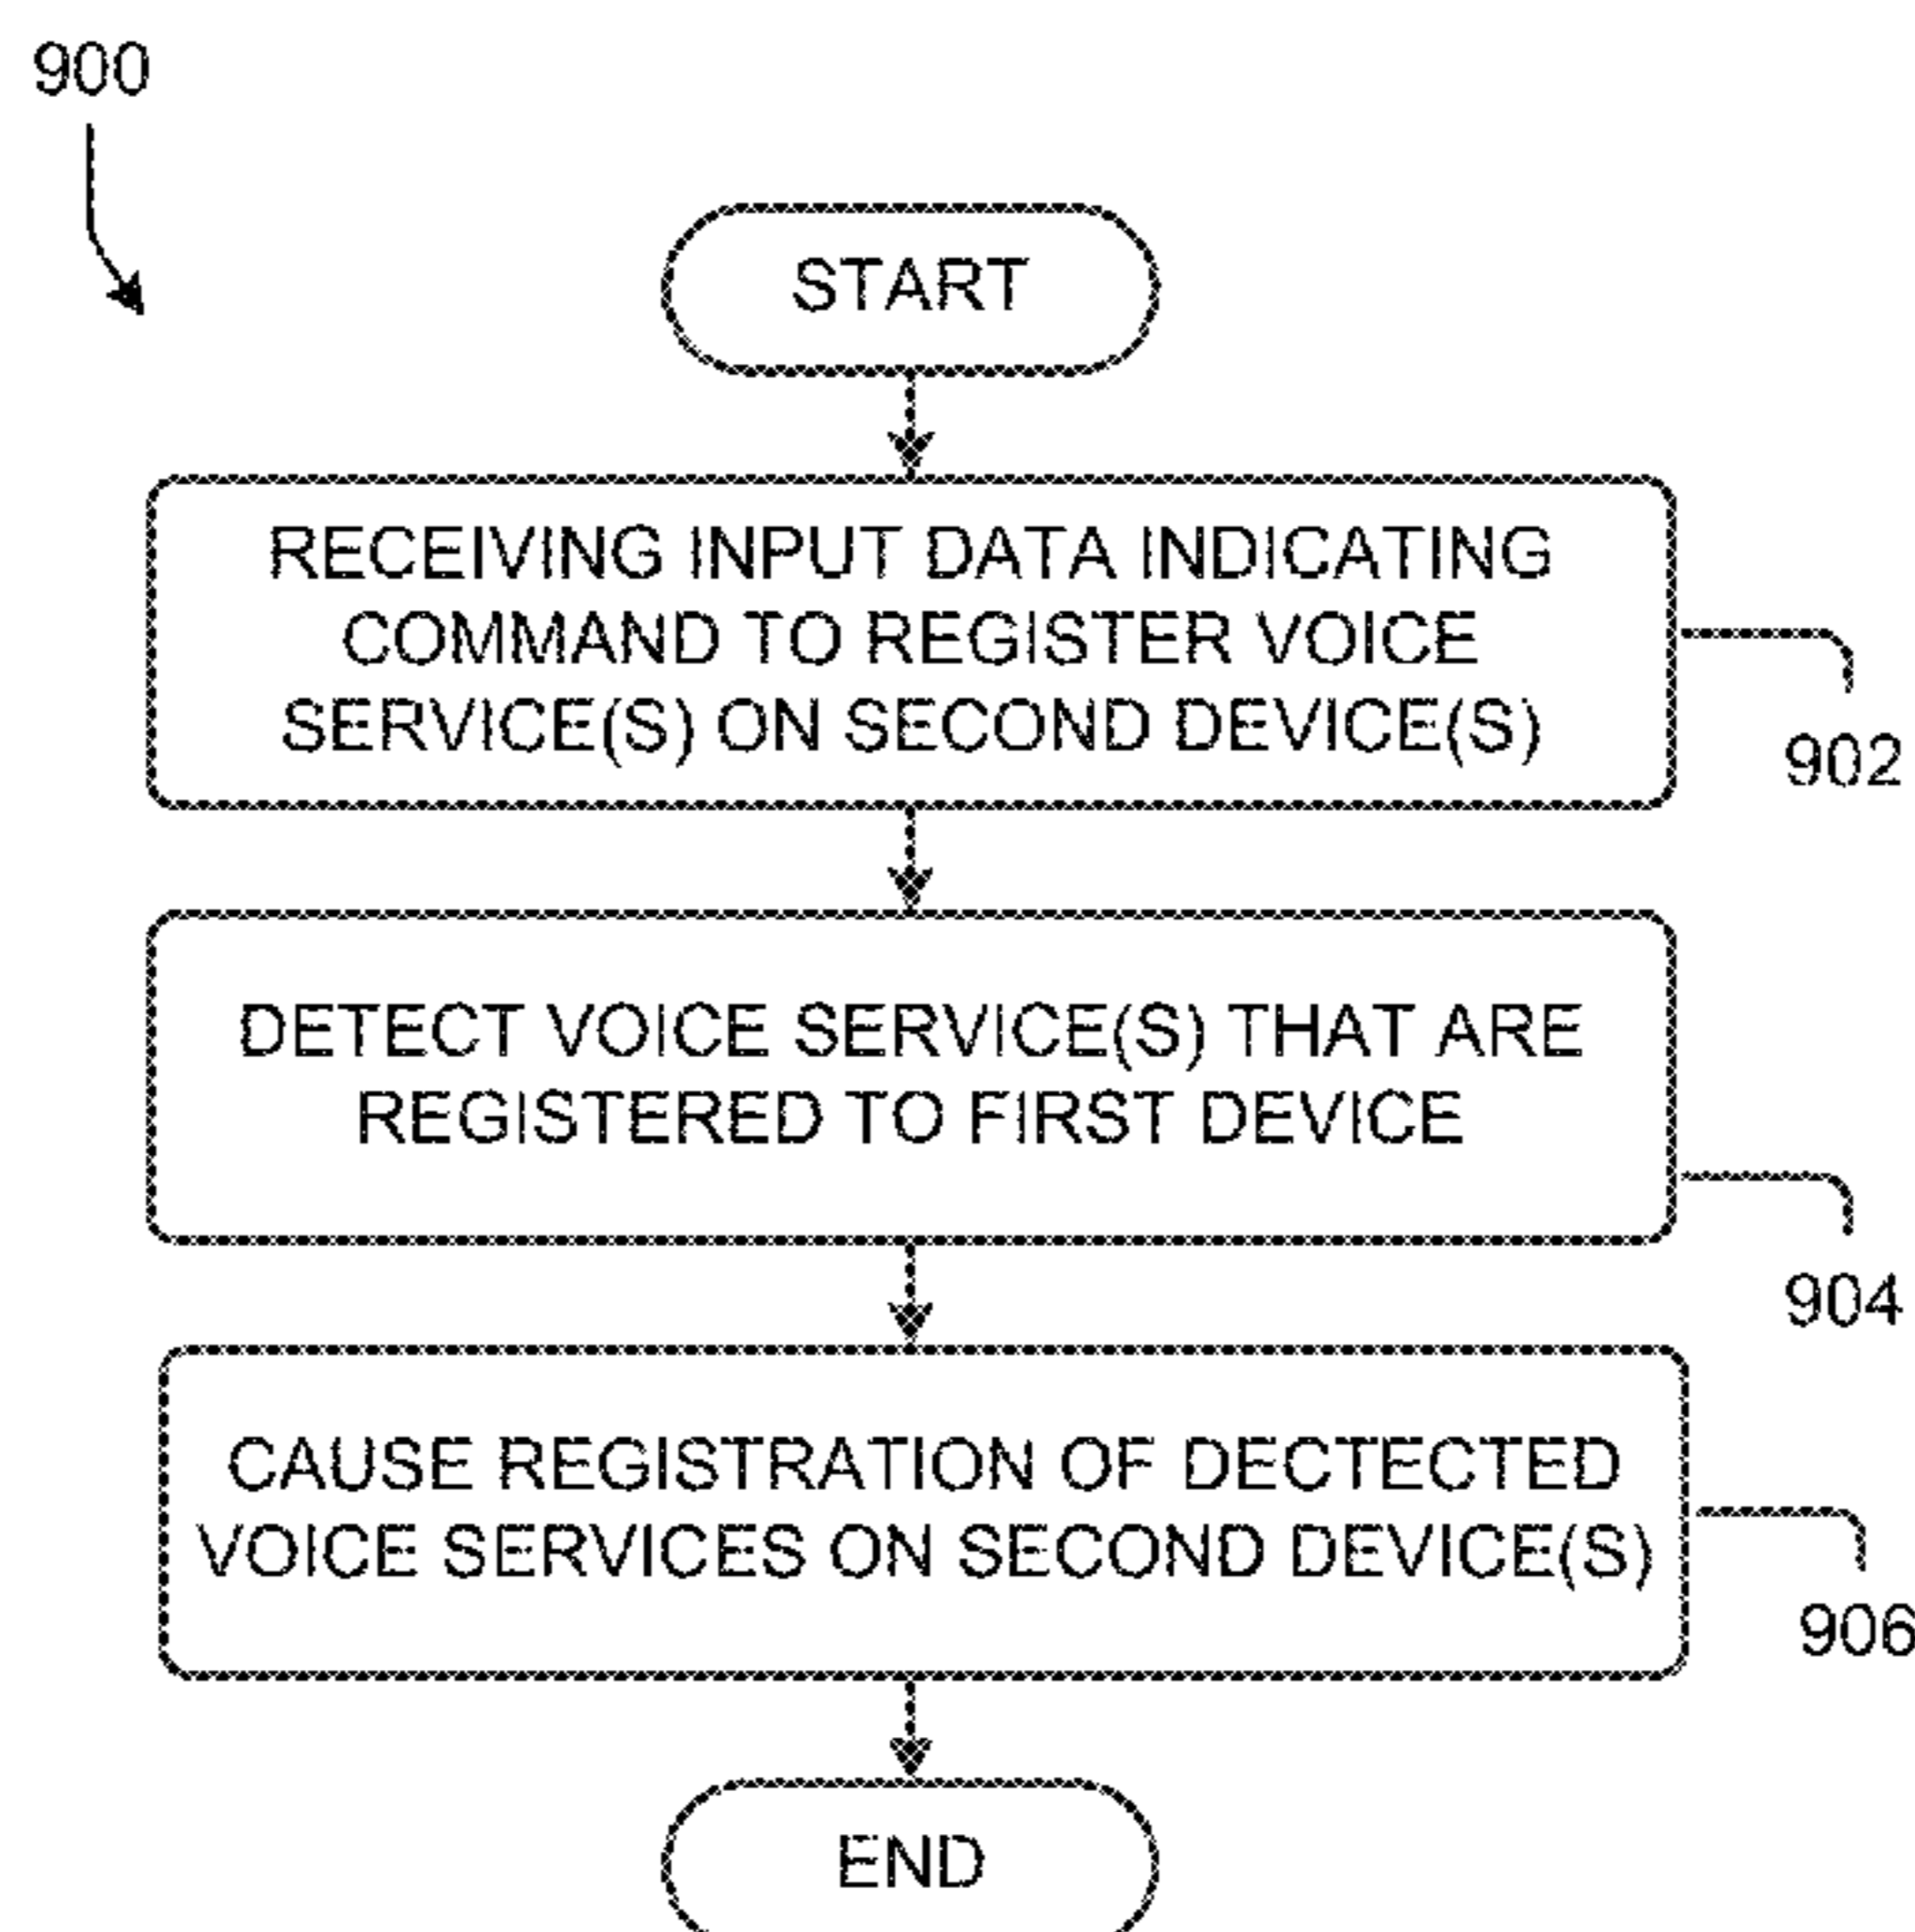 900
START
RECEIVING INPUT DATA INDICATING
COMMAND TO REGISTER VOICE
SERVICE(S) ON SECOND DEVICE(S)
902
DETECT VOICE SERVICE(S) THAT ARE
REGISTERED TO FIRST DEVICE
904
CAUSE REGISTRATION OF DECTECTED
VOICE SERVICES ON SECOND DEVICE(S)
906
END